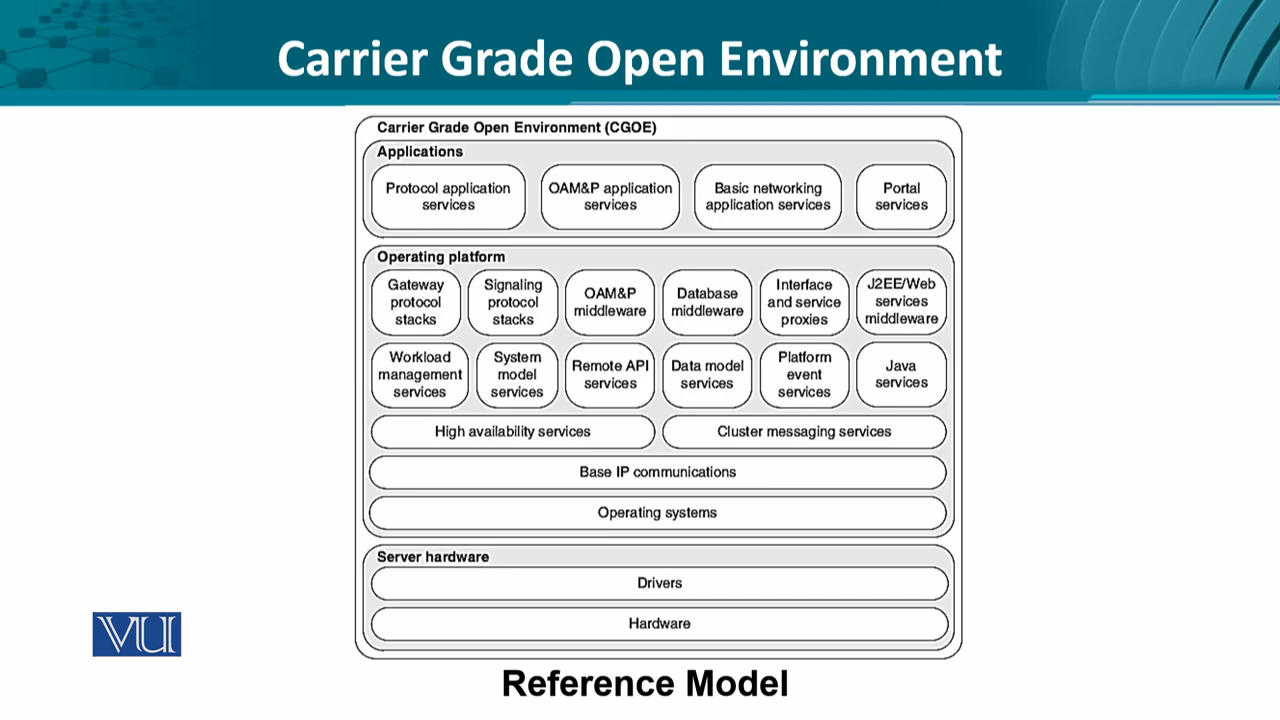 Carrier Grade Open Environment
Carrier Grade Open Environment (CGOE)
Applications
Protocol application
services
OAM&P application
services
Basic networking
application services
Portal
services
Operating platform
Gateway
protocol
stacks
Signaling
protocol
stacks
OAM&P
middleware
Database
middleware
Interface
and service
proxies
J2EE/Web
services
middleware
Workload
management
services
System
model
services
Remote API
services
Data model
services
Platform
event
services
Java
services
High availability services
Cluster messaging services
Base IP communications
Operating systems
Server hardware
Drivers
Hardware
VU
Reference Model